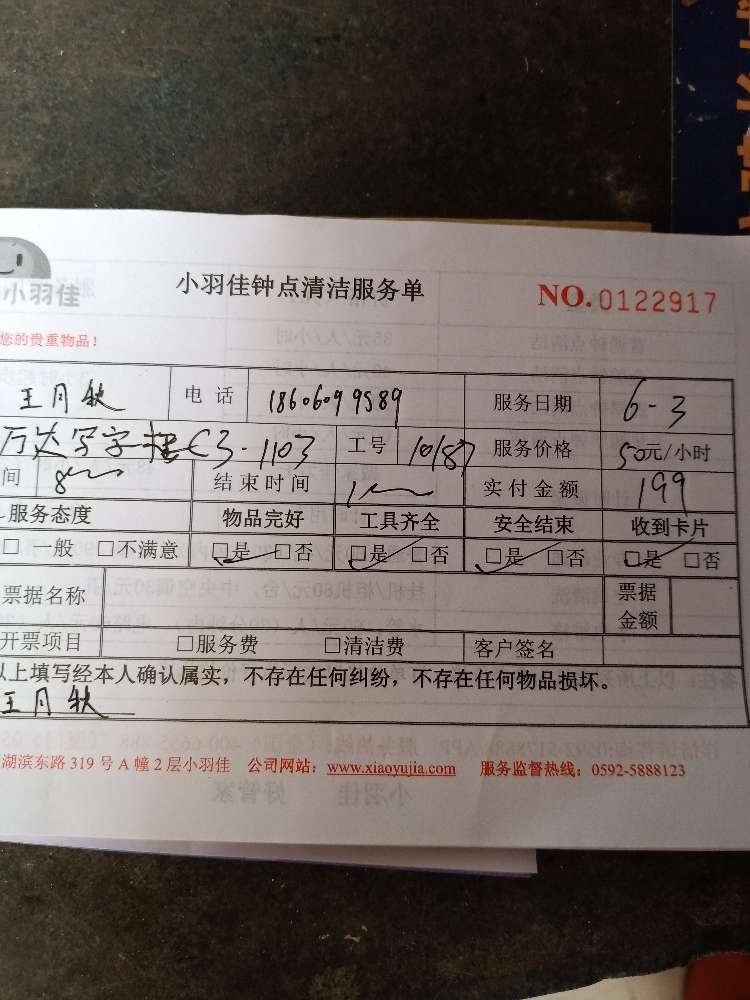 小羽佳
小羽佳钟点清洁服务单
NO.0122917
您的贵重物品!
王月秋 电话 18606099589 服务日期 6-3
万达写字楼C3-1103 工号 10187 服务价格 50元/小时
间 8 结束时间 1 实付金额 199
服务态度 物品完好 工具齐全 安全结束 收到卡片
□一般 □不满意 □是 □否 □是 □否 □是 □否 □是 □否
票据名称 票据金额
开票项目 □服务费 □清洁费 客户签名
以上填写经本人确认属实，不存在任何纠纷，不存在任何物品损坏。
王月秋
湖滨东路 319 号 A 幢 2 层小羽佳 公司网站：www.xiaoyujia.com 服务监督热线：0592-5888123